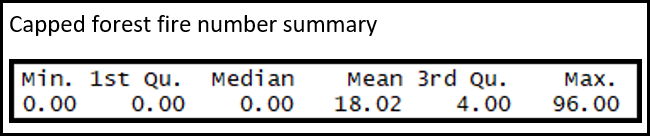 Capped forest fire number summary
Min. 1st Qu. Median Mean 3rd Qu. Max.
0.00 0.00 0.00 18.02 4.00 96.00